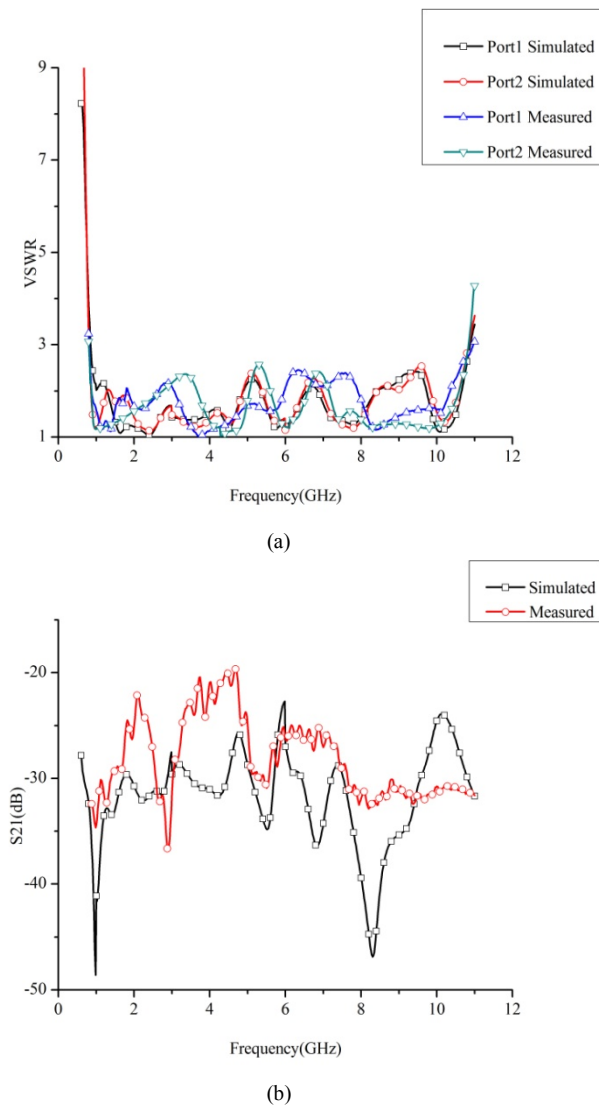 Port1 Simulated
Port2 Simulated
Port1 Measured
Port2 Measured
9
7
5
3
1
VSWR
0 2 4 6 8 10 12
Frequency(GHz)
(a)
Simulated
Measured
-20
-30
-40
-50
S21(dB)
0 2 4 6 8 10 12
Frequency(GHz)
(b)